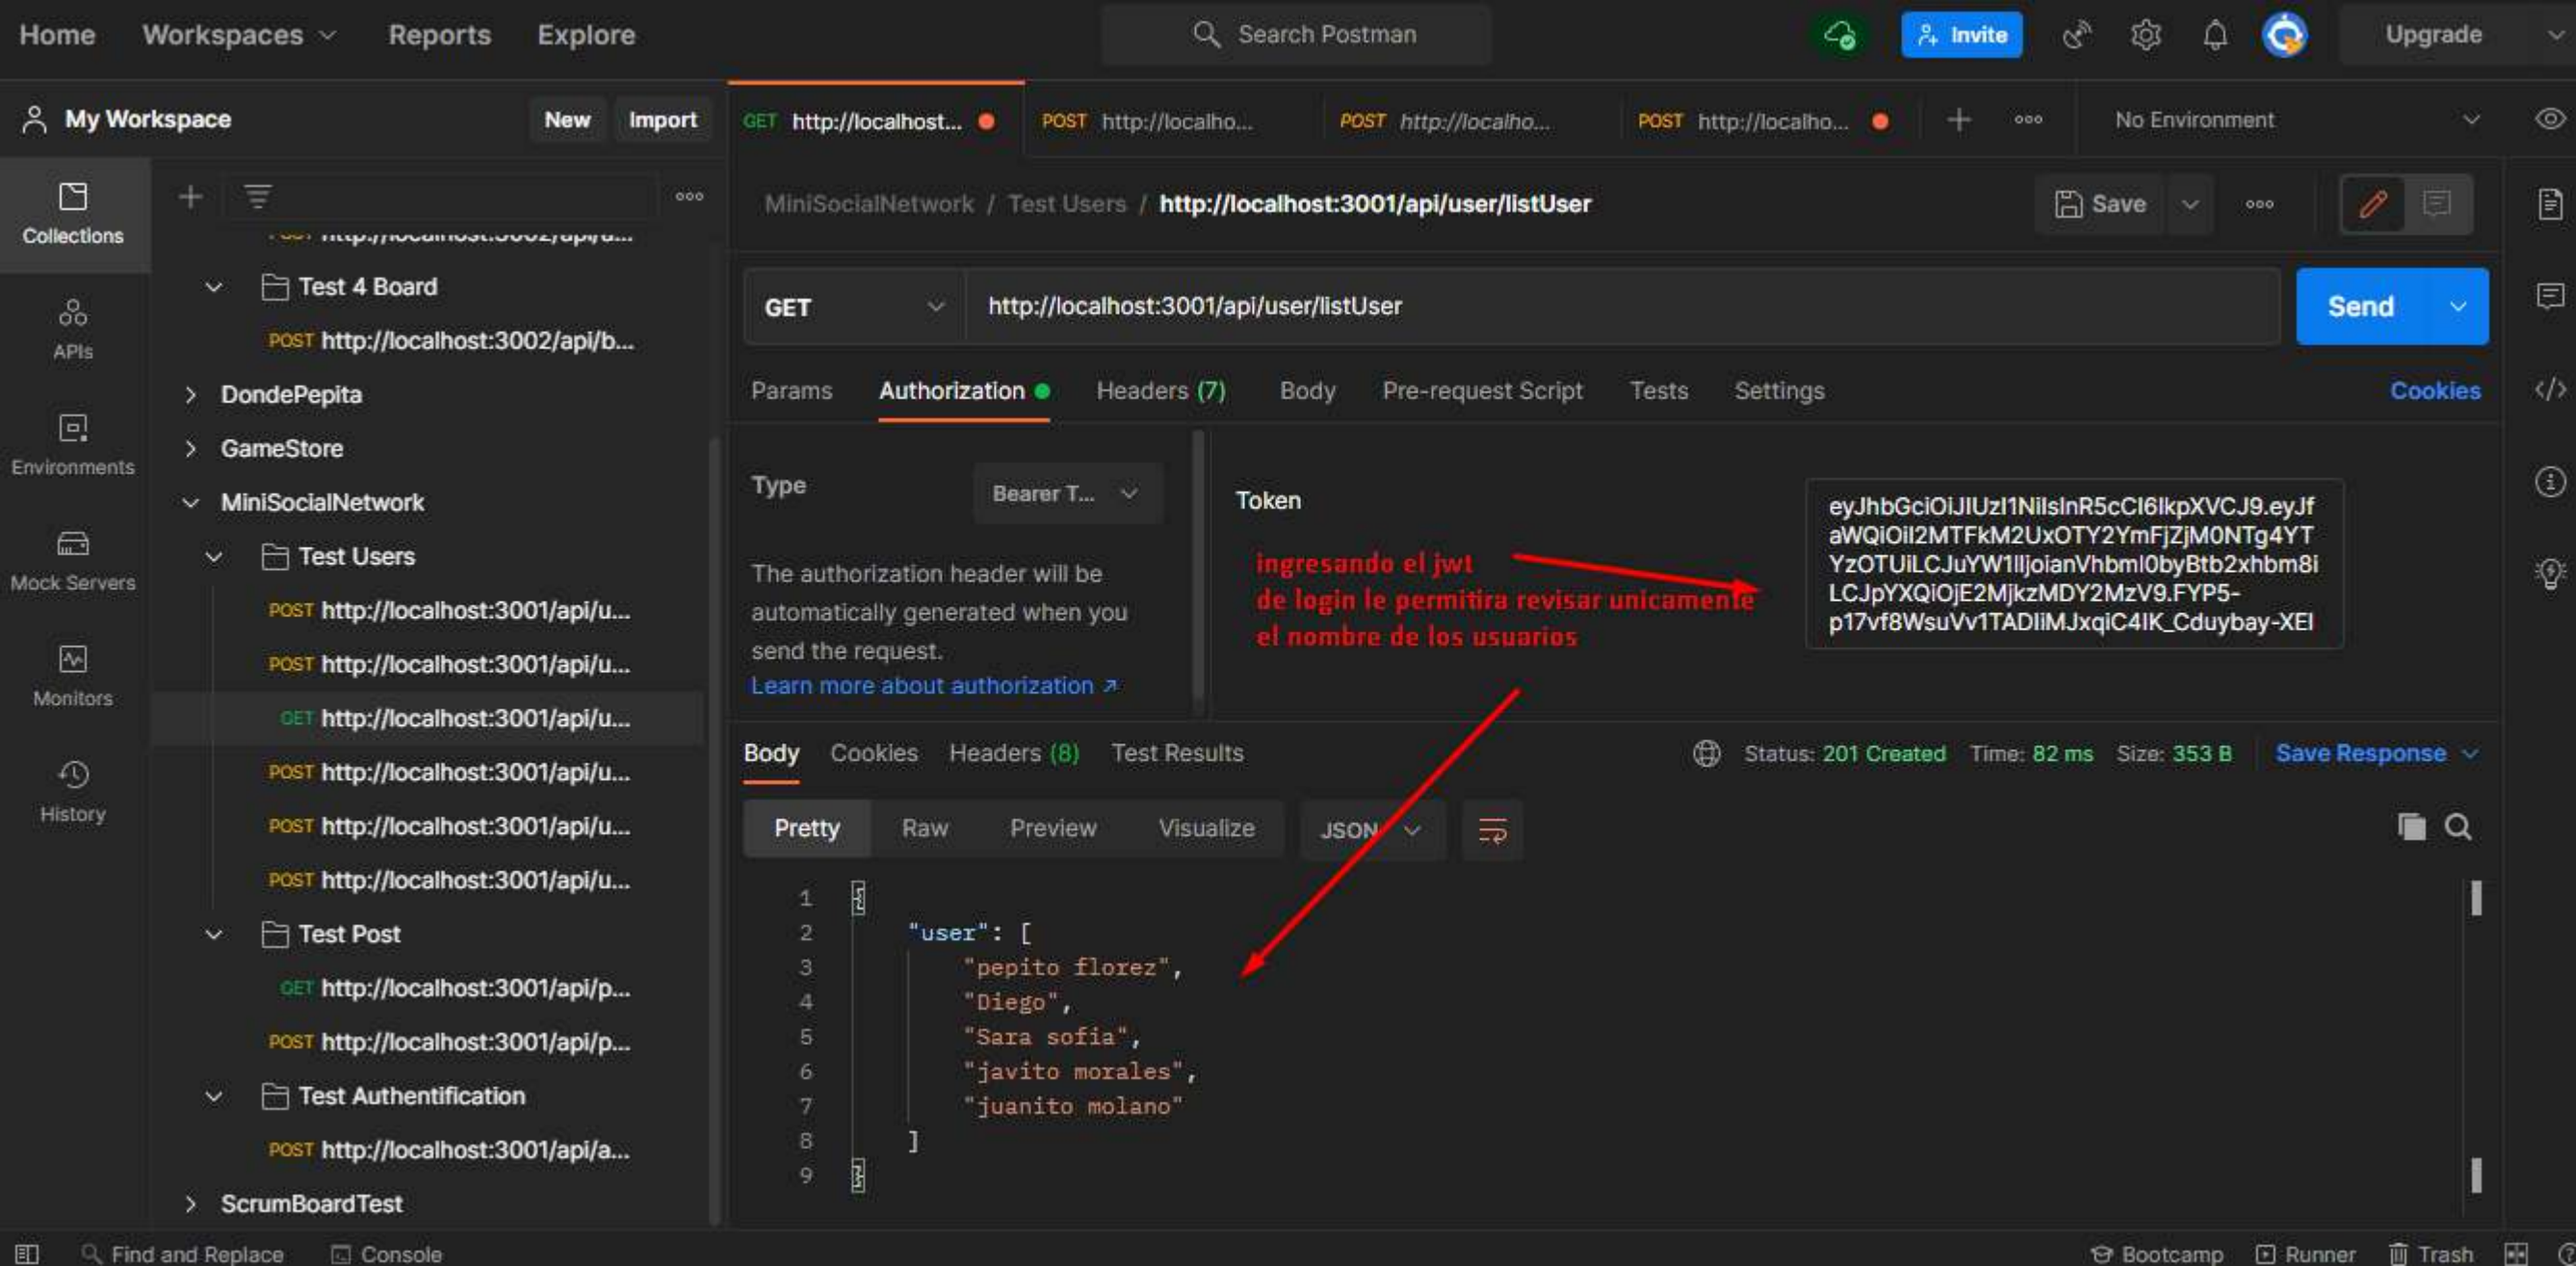 Home Workspaces Reports Explore Search Postman Invite Upgrade
My Workspace New Import GET http://localhost... POST http://localho... POST http://localho... POST http://localho... No Environment
MiniSocialNetwork / Test Users / http://localhost:3001/api/user/listUser Save
Collections
APIs
Environments
Mock Servers
Monitors
History
Test 4 Board
POST http://localhost:3002/api/b...
DondePepita
GameStore
MiniSocialNetwork
Test Users
POST http://localhost:3001/api/u...
POST http://localhost:3001/api/u...
GET http://localhost:3001/api/u...
POST http://localhost:3001/api/u...
POST http://localhost:3001/api/u...
POST http://localhost:3001/api/u...
Test Post
GET http://localhost:3001/api/p...
POST http://localhost:3001/api/p...
Test Authentification
POST http://localhost:3001/api/a...
ScrumBoardTest
GET http://localhost:3001/api/user/listUser Send
Params Authorization Headers (7) Body Pre-request Script Tests Settings Cookies
Type Bearer T...
The authorization header will be
automatically generated when you
send the request.
Learn more about authorization
Token
ingresando el jwt
de login le permitira revisar unicamente
el nombre de los usuarios
eyJhbGciOiJIUzI1NiIsInR5cCI6IkpXVCJ9.eyJf
aWQiOiI2MTFkM2UxOTY2YmFjZjM0NTg4YT
YzOTUiLCJuYW1lIjoianVhbml0byBtb2xhbm8i
LCJpYXQiOjE2MjkzMDY2MzV9.FYP5-
Body Cookies Headers (8) Test Results Status: 201 Created Time: 82 ms Size: 353 B Save Response
Pretty Raw Preview Visualize JSON
1 {
2 "user": [
3 "pepito florez",
4 "Diego",
5 "Sara sofia",
6 "javito morales",
7 "juanito molano"
8 ]
9 }
Find and Replace Console Bootcamp Runner Trash